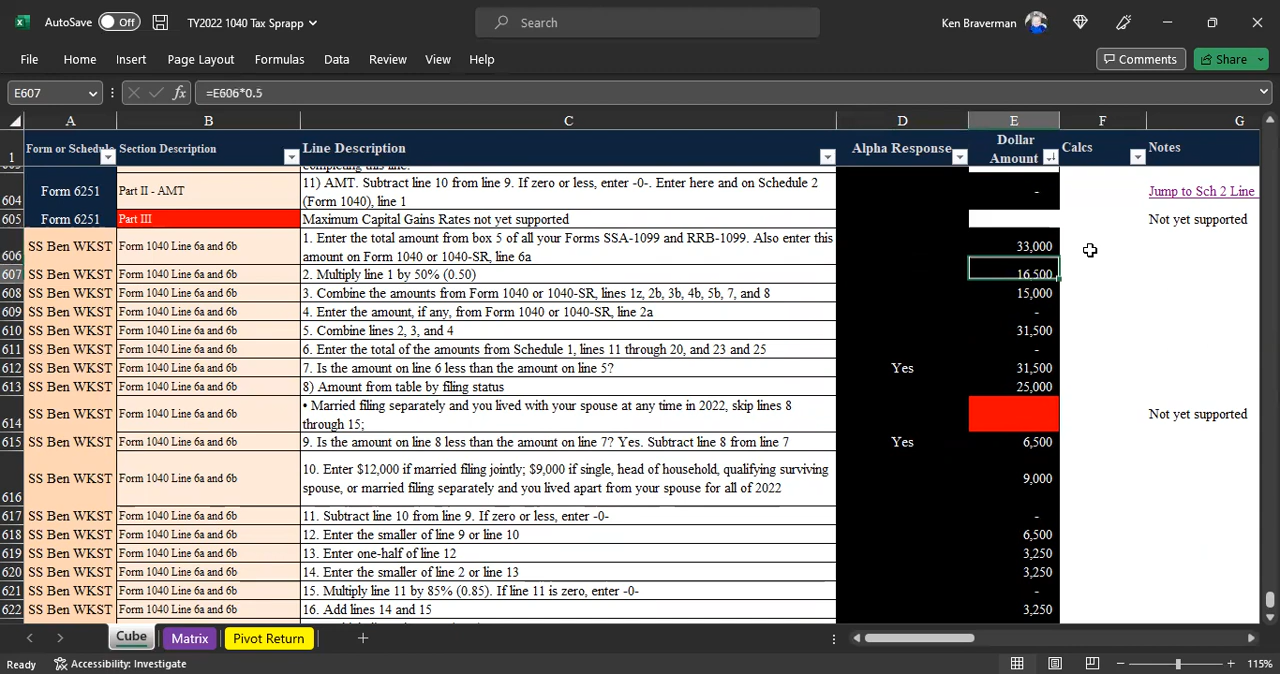 AutoSave Off TY2022 1040 Tax Sprapp Search Ken Braverman
File Home Insert Page Layout Formulas Data Review View Help Comments Share
E607 fx =E606*0.5
A B C D E F G
1 Form or Schedule Section Description Line Description Alpha Response Dollar Amount Calcs Notes
completing this line.
604 Form 6251 Part II - AMT 11) AMT. Subtract line 10 from line 9. If zero or less, enter -0-. Enter here and on Schedule 2 - Jump to Sch 2 Line
(Form 1040), line 1
605 Form 6251 Part III Maximum Capital Gains Rates not yet supported Not yet supported
606 SS Ben WKST Form 1040 Line 6a and 6b 1. Enter the total amount from box 5 of all your Forms SSA-1099 and RRB-1099. Also enter this 33,000
amount on Form 1040 or 1040-SR, line 6a
607 SS Ben WKST Form 1040 Line 6a and 6b 2. Multiply line 1 by 50% (0.50) 16,500
608 SS Ben WKST Form 1040 Line 6a and 6b 3. Combine the amounts from Form 1040 or 1040-SR, lines 1z, 2b, 3b, 4b, 5b, 7, and 8 15,000
609 SS Ben WKST Form 1040 Line 6a and 6b 4. Enter the amount, if any, from Form 1040 or 1040-SR, line 2a -
610 SS Ben WKST Form 1040 Line 6a and 6b 5. Combine lines 2, 3, and 4 31,500
611 SS Ben WKST Form 1040 Line 6a and 6b 6. Enter the total of the amounts from Schedule 1, lines 11 through 20, and 23 and 25 -
612 SS Ben WKST Form 1040 Line 6a and 6b 7. Is the amount on line 6 less than the amount on line 5? Yes 31,500
613 SS Ben WKST Form 1040 Line 6a and 6b 8) Amount from table by filing status 25,000
614 SS Ben WKST Form 1040 Line 6a and 6b • Married filing separately and you lived with your spouse at any time in 2022, skip lines 8 Not yet supported
through 15;
615 SS Ben WKST Form 1040 Line 6a and 6b 9. Is the amount on line 8 less than the amount on line 7? Yes. Subtract line 8 from line 7 Yes 6,500
616 SS Ben WKST Form 1040 Line 6a and 6b 10. Enter $12,000 if married filing jointly; $9,000 if single, head of household, qualifying surviving 9,000
spouse, or married filing separately and you lived apart from your spouse for all of 2022
617 SS Ben WKST Form 1040 Line 6a and 6b 11. Subtract line 10 from line 9. If zero or less, enter -0- -
618 SS Ben WKST Form 1040 Line 6a and 6b 12. Enter the smaller of line 9 or line 10 6,500
619 SS Ben WKST Form 1040 Line 6a and 6b 13. Enter one-half of line 12 3,250
620 SS Ben WKST Form 1040 Line 6a and 6b 14. Enter the smaller of line 2 or line 13 3,250
621 SS Ben WKST Form 1040 Line 6a and 6b 15. Multiply line 11 by 85% (0.85). If line 11 is zero, enter -0- -
622 SS Ben WKST Form 1040 Line 6a and 6b 16. Add lines 14 and 15 3,250
Cube Matrix Pivot Return
Ready Accessibility: Investigate 115%